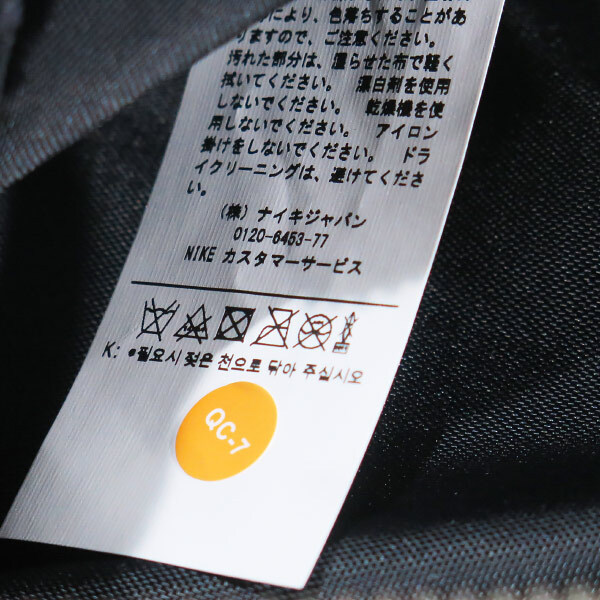 により、色落ちすることがあ
りますので、ご注意ください。
汚れた部分は、濡らせた布で軽く
拭いてください。 漂白剤を使用
しないでください。 乾燥機を使
用しないでください。 アイロン
掛けをしないでください。 ドラ
イクリーニングは、避けてくださ
い。
(株) ナイキジャパン
0120-6453-77
NIKE カスタマーサービス
K: •필요시 젖은 천으로 닦아 주십시오
QC-7